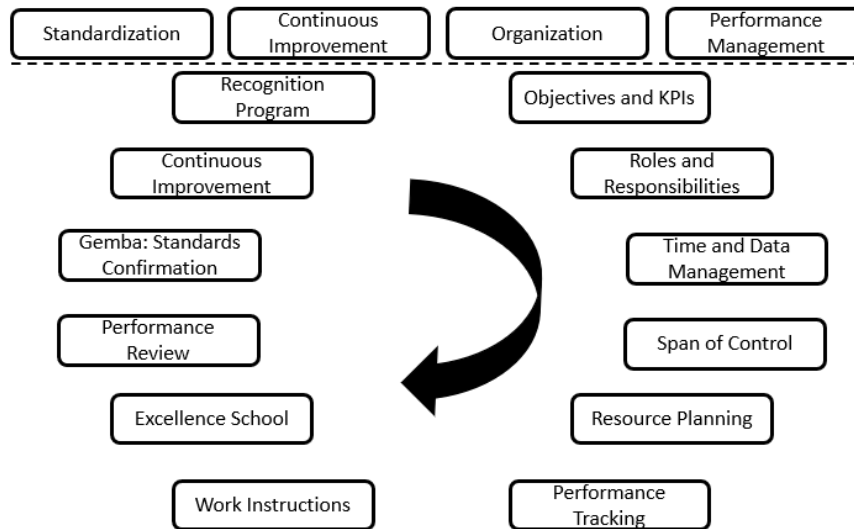 Standardization
Continuous
Improvement
Organization
Performance
Management
Recognition
Program
Objectives and KPIs
Continuous
Improvement
Roles and
Responsibilities
Gemba: Standards
Confirmation
Time and Data
Management
Performance
Review
Span of Control
Excellence School
Resource Planning
Work Instructions
Performance
Tracking